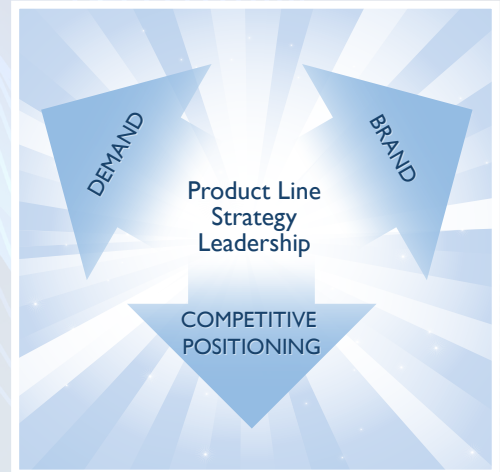 DEMAND
BRAND
Product Line
Strategy
Leadership
COMPETITIVE
POSITIONING